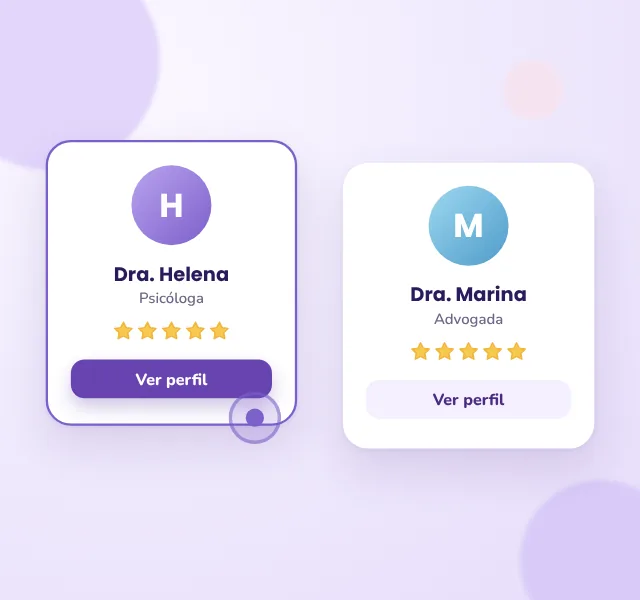 H
Dra. Helena
Psicóloga
Ver perfil
M
Dra. Marina
Advogada
Ver perfil